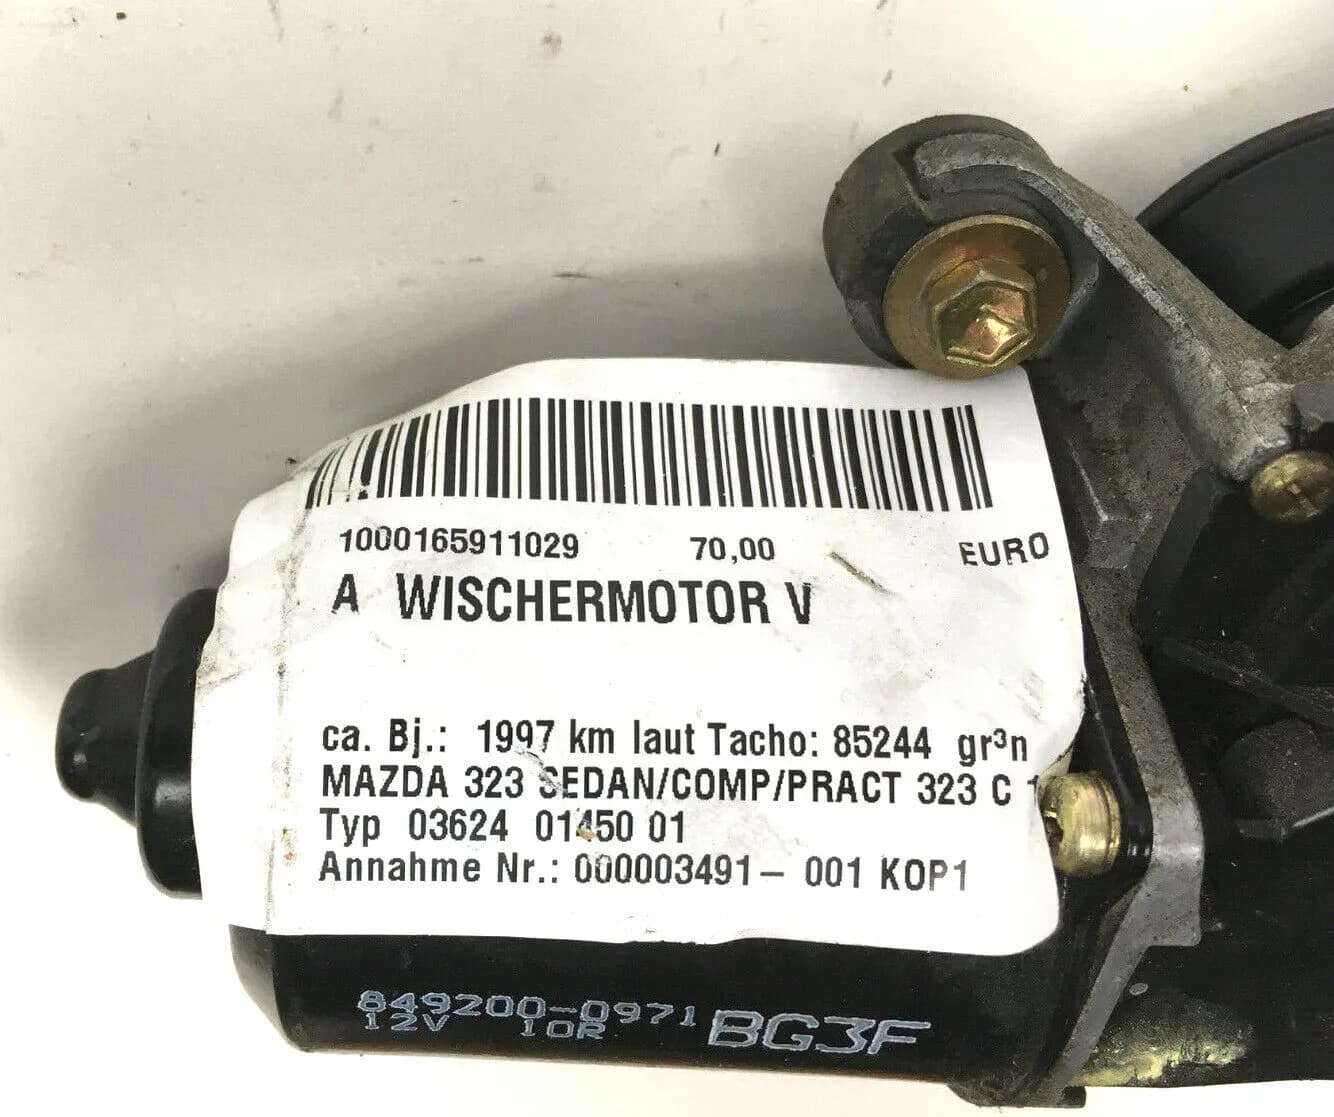 1000165911029 70,00 EURO
A WISCHERMOTOR V
ca. Bj.: 1997 km laut Tacho: 85244 gr³n
MAZDA 323 SEDAN/COMP/PRACT 323 C 1
Typ 03624 01450 01
Annahme Nr.: 000003491– 001 KOP1
849200-0971 BG3F
12V 10R